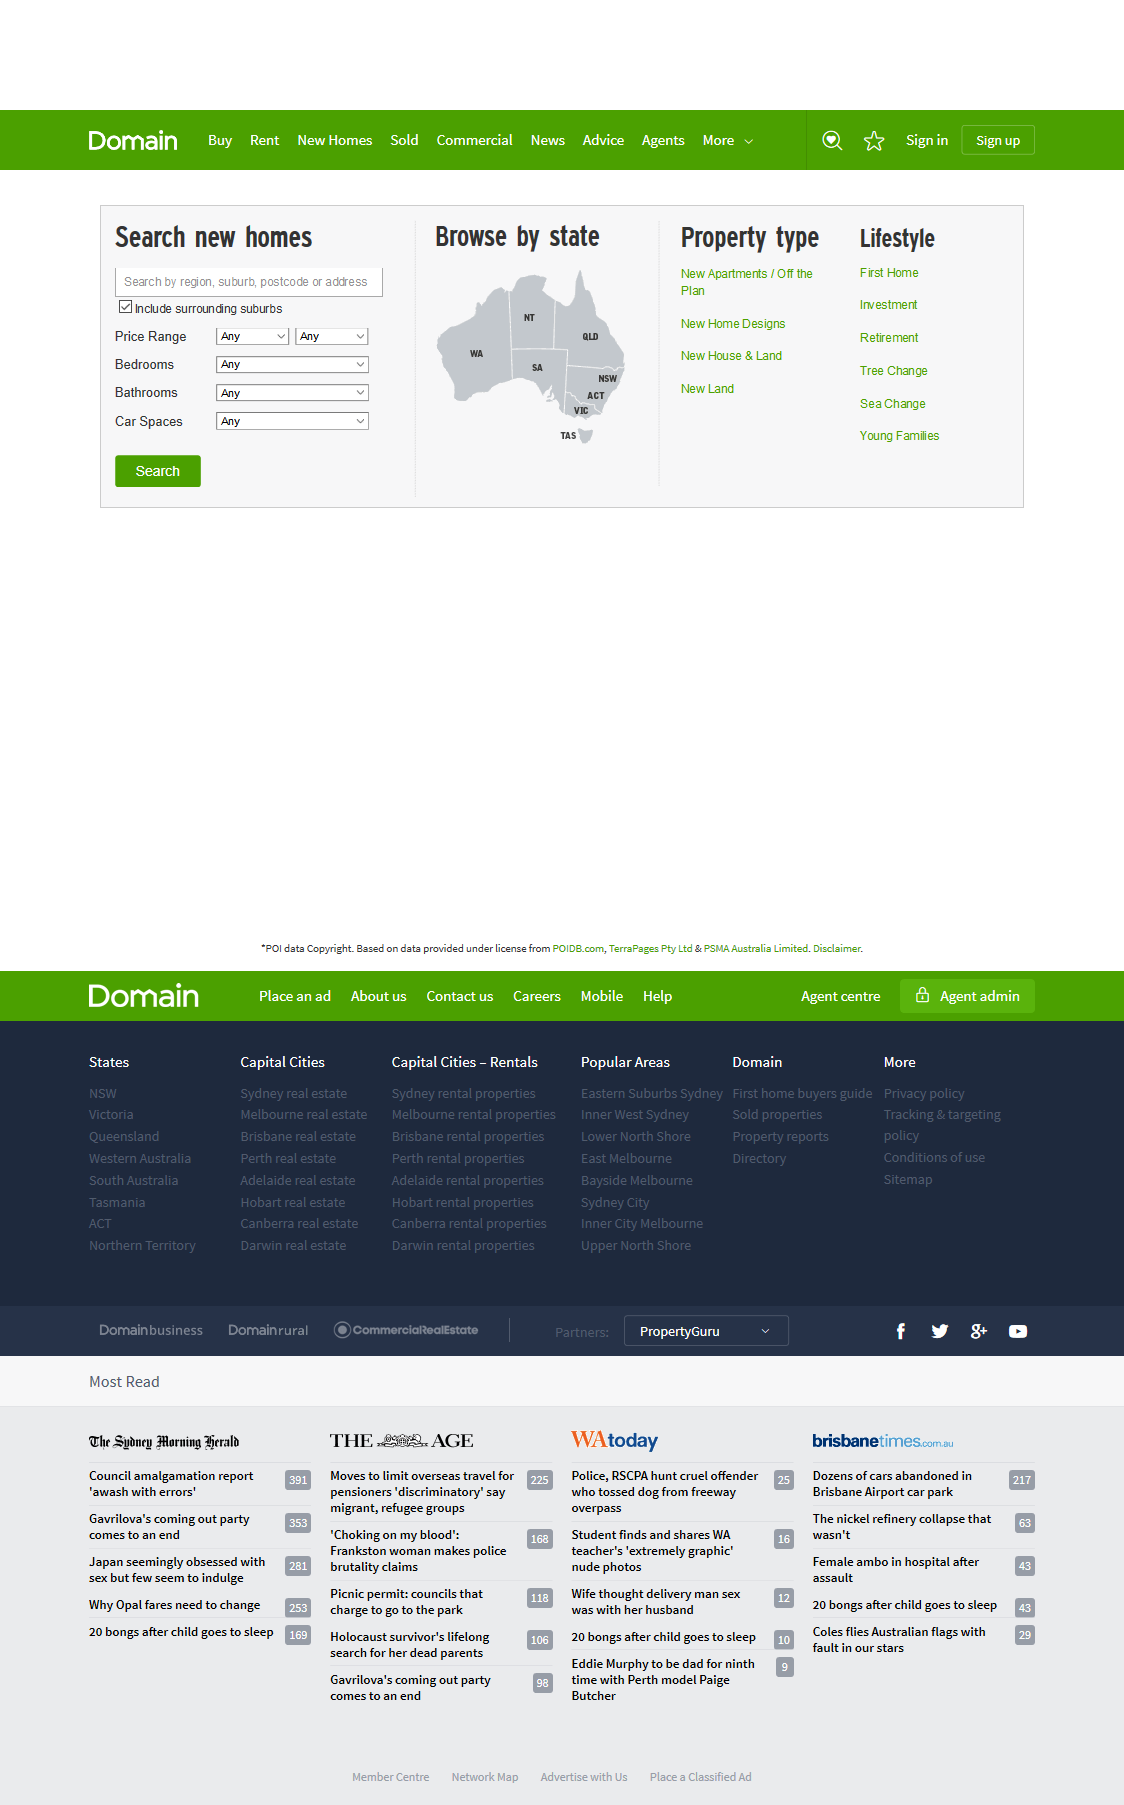 Domain Buy Rent New Homes Sold Commercial News Advice Agents More Sign in Sign up
Search new homes
Search by region, suburb, postcode or address
Include surrounding suburbs
Price Range Any Any
Bedrooms Any
Bathrooms Any
Car Spaces Any
Search
Browse by state
NT
QLD
WA
SA
NSW
ACT
VIC
TAS
Property type
New Apartments / Off the
Plan
New Home Designs
New House & Land
New Land
Lifestyle
First Home
Investment
Retirement
Tree Change
Sea Change
Young Families
*POI data Copyright. Based on data provided under license from POIDB.com, TerraPages Pty Ltd & PSMA Australia Limited. Disclaimer.
Domain Place an ad About us Contact us Careers Mobile Help Agent centre Agent admin
States
NSW
Victoria
Queensland
Western Australia
South Australia
Tasmania
ACT
Northern Territory
Capital Cities
Sydney real estate
Melbourne real estate
Brisbane real estate
Perth real estate
Adelaide real estate
Hobart real estate
Canberra real estate
Darwin real estate
Capital Cities – Rentals
Sydney rental properties
Melbourne rental properties
Brisbane rental properties
Perth rental properties
Adelaide rental properties
Hobart rental properties
Canberra rental properties
Darwin rental properties
Popular Areas
Eastern Suburbs Sydney
Inner West Sydney
Lower North Shore
East Melbourne
Bayside Melbourne
Sydney City
Inner City Melbourne
Upper North Shore
Domain
First home buyers guide
Sold properties
Property reports
Directory
More
Privacy policy
Tracking & targeting
policy
Conditions of use
Sitemap
Domainbusiness Domainrural CommercialRealEstate Partners: PropertyGuru
Most Read
The Sydney Morning Herald
Council amalgamation report 391
'awash with errors'
Gavrilova's coming out party 353
comes to an end
Japan seemingly obsessed with 281
sex but few seem to indulge
Why Opal fares need to change 253
20 bongs after child goes to sleep 169
THE AGE
Moves to limit overseas travel for 225
pensioners 'discriminatory' say
migrant, refugee groups
'Choking on my blood': 168
Frankston woman makes police
brutality claims
Picnic permit: councils that 118
charge to go to the park
Holocaust survivor's lifelong 106
search for her dead parents
Gavrilova's coming out party 98
comes to an end
WAtoday
Police, RSCPA hunt cruel offender 25
who tossed dog from freeway
overpass
Student finds and shares WA 16
teacher's 'extremely graphic'
nude photos
Wife thought delivery man sex 12
was with her husband
20 bongs after child goes to sleep 10
Eddie Murphy to be dad for ninth 9
time with Perth model Paige
Butcher
brisbanetimes.com.au
Dozens of cars abandoned in 217
Brisbane Airport car park
The nickel refinery collapse that 63
wasn't
Female ambo in hospital after 43
assault
20 bongs after child goes to sleep 43
Coles flies Australian flags with 29
fault in our stars
Member Centre Network Map Advertise with Us Place a Classified Ad